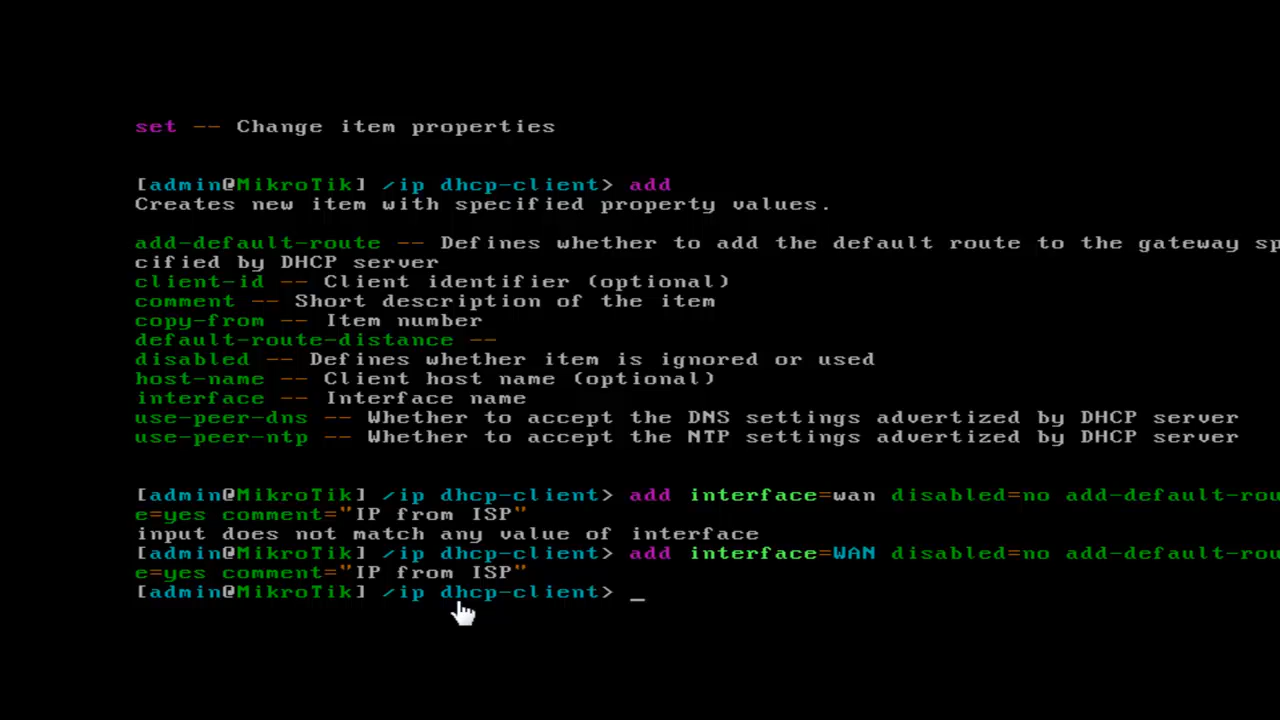 set -- Change item properties
[admin@MikroTik] /ip dhcp-client> add
Creates new item with specified property values.
add-default-route -- Defines whether to add the default route to the gateway sp
cified by DHCP server
client-id -- Client identifier (optional)
comment -- Short description of the item
copy-from -- Item number
default-route-distance --
disabled -- Defines whether item is ignored or used
host-name -- Client host name (optional)
interface -- Interface name
use-peer-dns -- Whether to accept the DNS settings advertized by DHCP server
use-peer-ntp -- Whether to accept the NTP settings advertized by DHCP server
[admin@MikroTik] /ip dhcp-client> add interface=wan disabled=no add-default-rou
e=yes comment="IP from ISP"
input does not match any value of interface
[admin@MikroTik] /ip dhcp-client> add interface=WAN disabled=no add-default-rou
e=yes comment="IP from ISP"
[admin@MikroTik] /ip dhcp-client> _